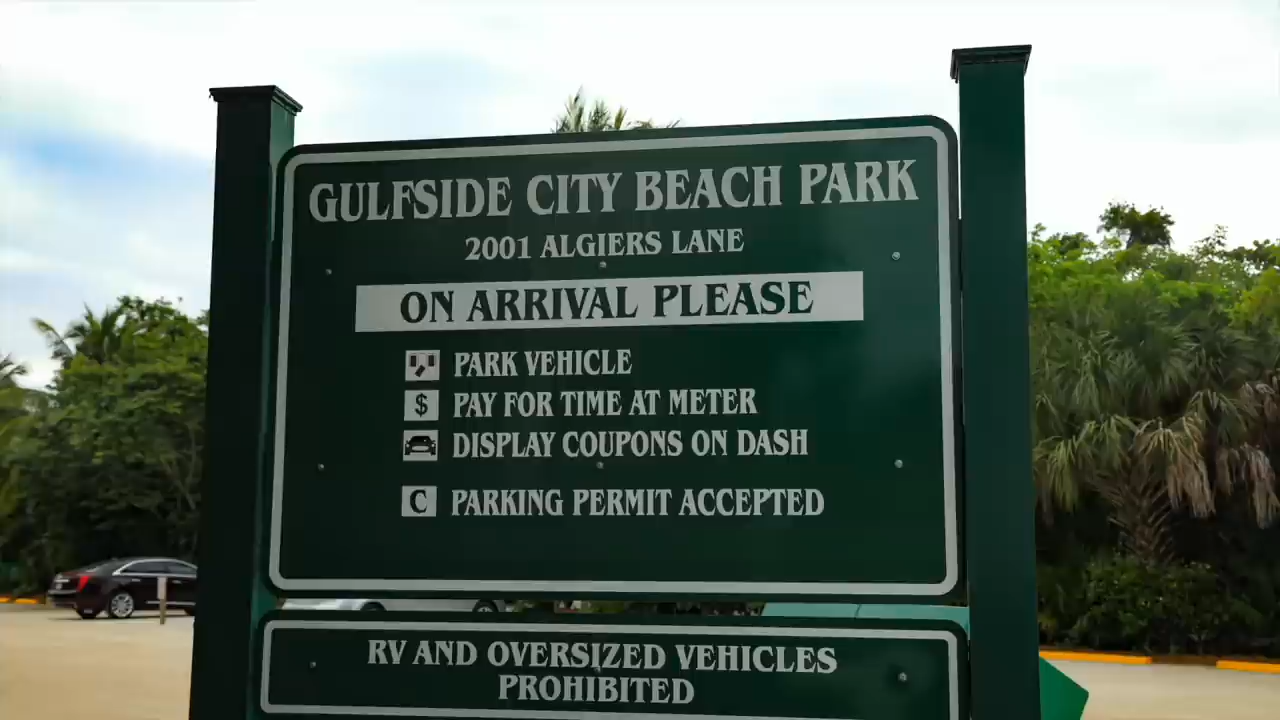 GULFSIDE CITY BEACH PARK
2001 ALGIERS LANE
ON ARRIVAL PLEASE
PARK VEHICLE
$ PAY FOR TIME AT METER
DISPLAY COUPONS ON DASH
C PARKING PERMIT ACCEPTED
RV AND OVERSIZED VEHICLES
PROHIBITED